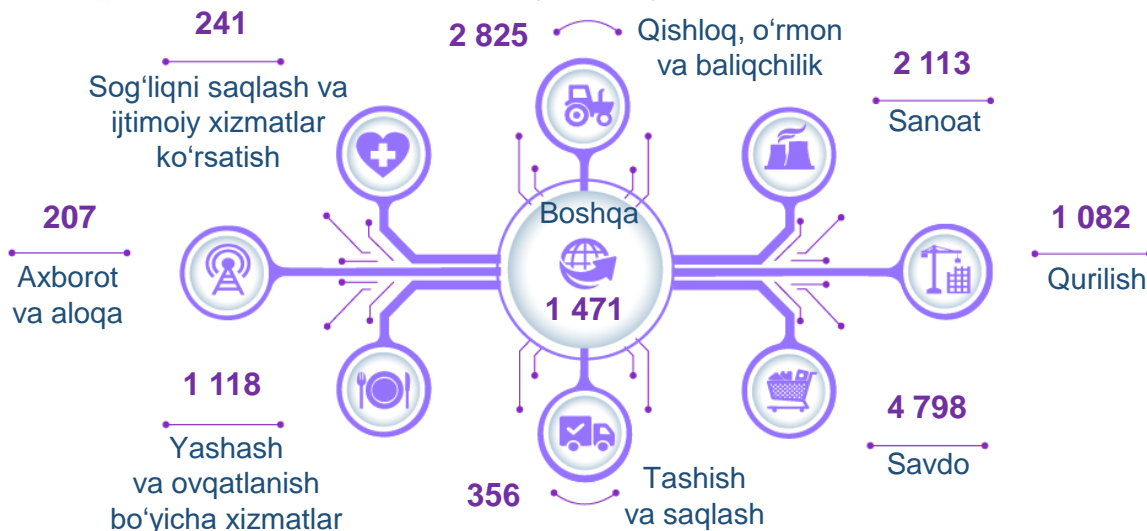 241
Sog‘liqni saqlash va
ijtimoiy xizmatlar
ko‘rsatish
2 825
Qishloq, o‘rmon
va baliqchilik
2 113
Sanoat
207
Axborot
va aloqa
Boshqa
1 471
1 082
Qurilish
1 118
Yashash
va ovqatlanish
bo‘yicha xizmatlar
356
Tashish
va saqlash
4 798
Savdo